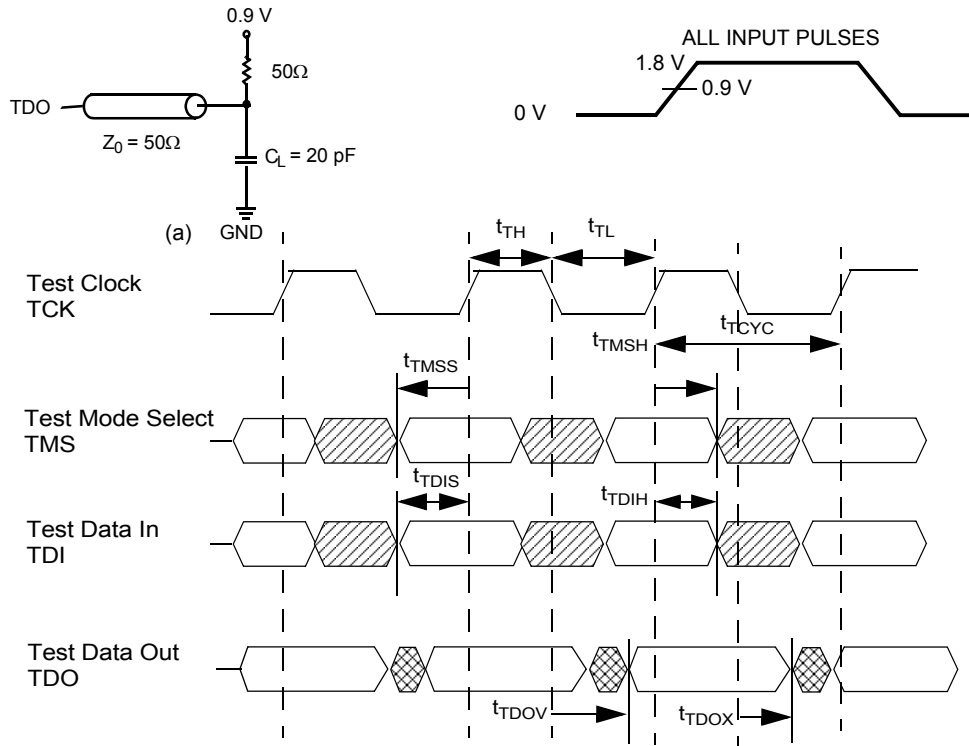 0.9 V
50Ω
TDO
Z0 = 50Ω
CL = 20 pF
(a)
GND
ALL INPUT PULSES
1.8 V
0.9 V
0 V
tTH
tTL
Test Clock
TCK
tTMSH
tTCYC
tTMSS
Test Mode Select
TMS
tTDIS
tTDIH
Test Data In
TDI
Test Data Out
TDO
tTDOV
tTDOX